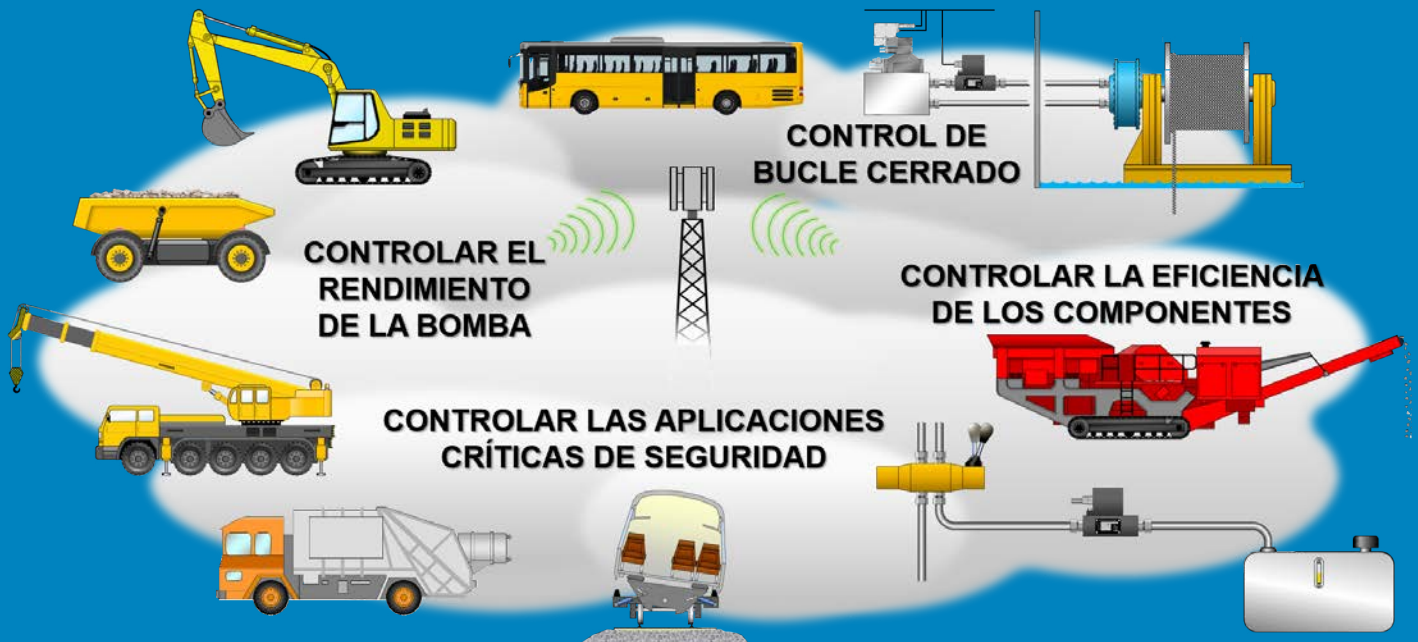 CONTROL DE
BUCLE CERRADO
CONTROLAR EL
RENDIMIENTO
DE LA BOMBA
CONTROLAR LA EFICIENCIA
DE LOS COMPONENTES
CONTROLAR LAS APLICACIONES
CRÍTICAS DE SEGURIDAD